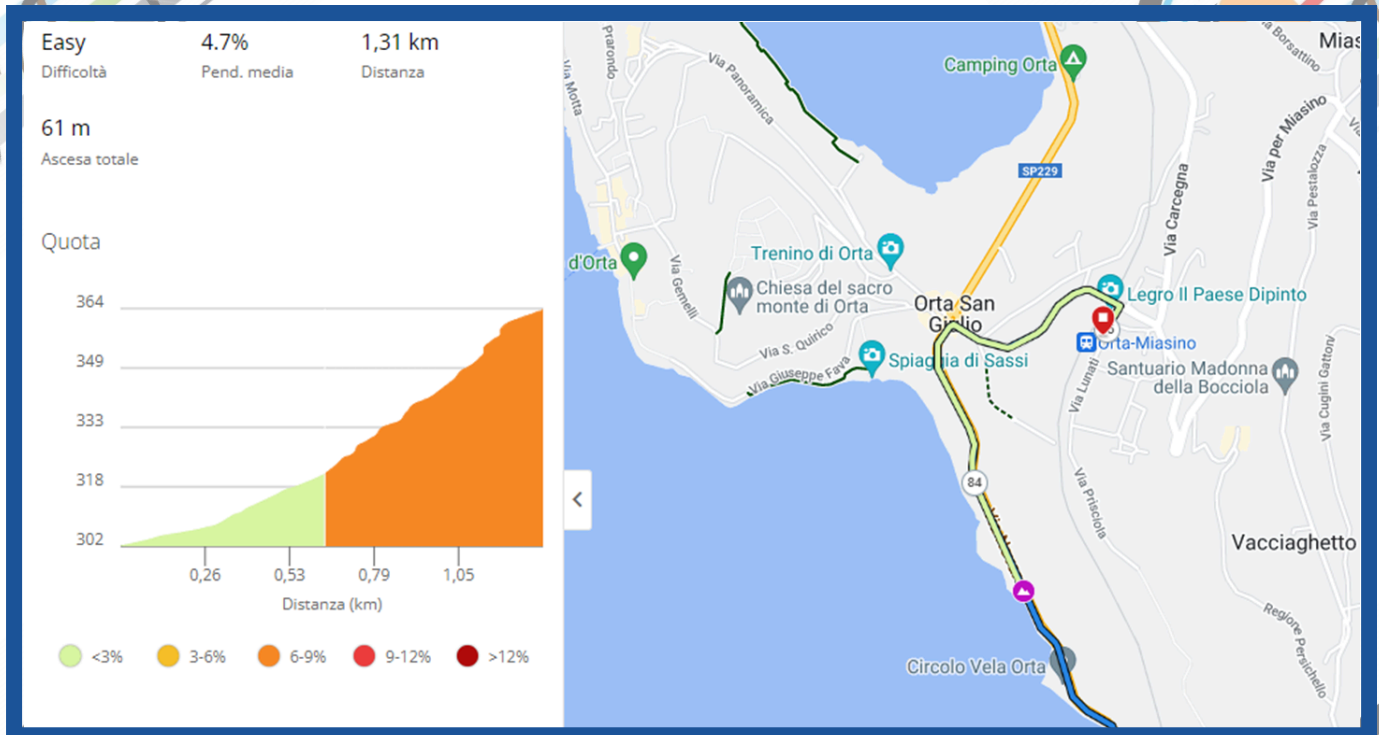 Easy
4.7%
1,31 km
Difficoltà
Pend. media
Distanza
61 m
Ascesa totale
Quota
364
349
333
318
302
0,26
0,53
0,79
1,05
Distanza (km)
<3%
3-6%
6-9%
9-12%
>12%
Prarondo
Via Motta
Via Panoramica
Camping Orta
SP229
Via Borsattino
Mias
Via per Miasino
Via Pestalozza
Via Carcegna
d'Orta
Via Gemelli
Trenino di Orta
Chiesa del sacro
monte di Orta
Orta San
Giulio
Legro Il Paese Dipinto
Via S. Quirico
Via Giuseppe Fava
Spiaggia di Sassi
Orta-Miasino
Santuario Madonna
della Bocciola
Via Lunati
Via Cugini Gattoni
84
Via Prisciola
Vacciaghetto
Regione Persichello
Circolo Vela Orta